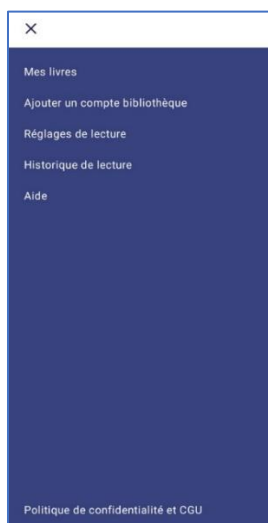 Mes livres
Ajouter un compte bibliothèque
Réglages de lecture
Historique de lecture
Aide
Politique de confidentialité et CGU